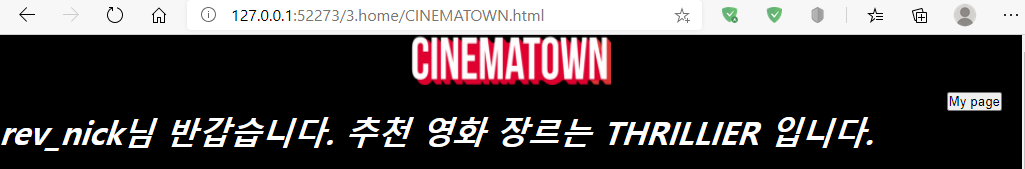 127.0.0.1:52273/3.home/CINEMATOWN.html
CINEMATOWN
My page
rev_nick님 반갑습니다. 추천 영화 장르는 THRILLIER 입니다.